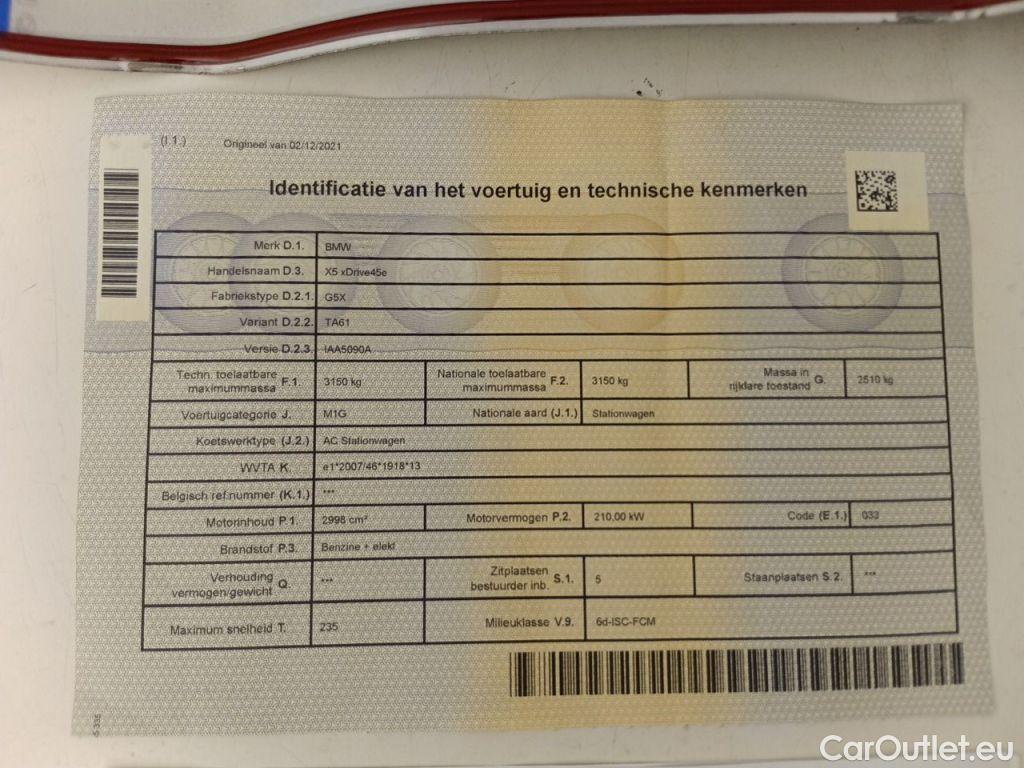 (I.1.) Origineel van 02/12/2021
Identificatie van het voertuig en technische kenmerken
Merk D.1. BMW
Handelsnaam D.3. X5 xDrive45e
Fabriekstype D.2.1. G5X
Variant D.2.2. TA61
Versie D.2.3. IAA5090A
Techn. toelaatbare maximummassa F.1. 3150 kg Nationale toelaatbare maximummassa F.2. 3150 kg Massa in rijklare toestand G. 2510 kg
Voertuigcategorie J. M1G Nationale aard (J.1.) Stationwagen
Koetswerktype (J.2.) AC Stationwagen
WVTA K. e1*2007/46*1918*13
Belgisch ref.nummer (K.1.) ***
Motorinhoud P.1. 2998 cm³ Motorvermogen P.2. 210,00 kW Code (E.1.) 033
Brandstof P.3. Benzine + elekt
Verhouding vermogen/gewicht Q. *** Zitplaatsen bestuurder inb. S.1. 5 Staanplaatsen S.2. ***
Maximum snelheid T. 235 Milieuklasse V.9. 6d-ISC-FCM
CarOutlet.eu